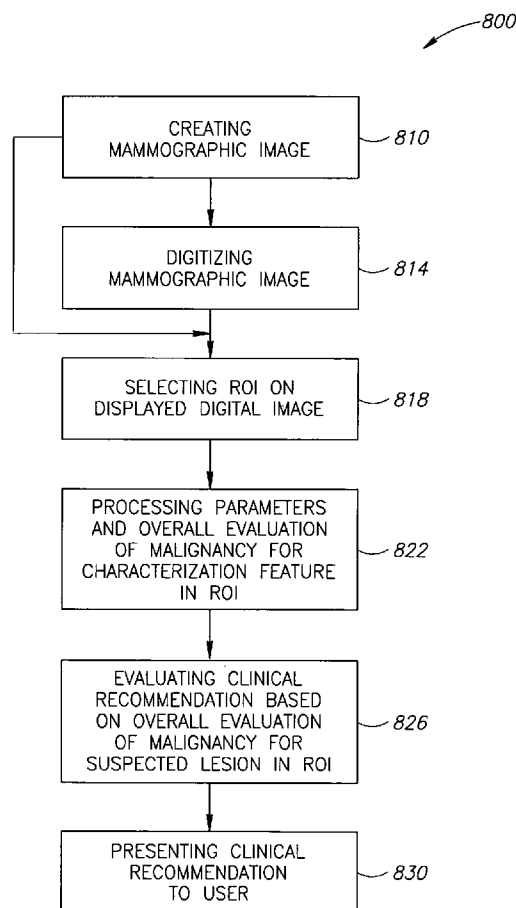 800
CREATING
MAMMOGRAPHIC IMAGE
810
DIGITIZING
MAMMOGRAPHIC IMAGE
814
SELECTING ROI ON
DISPLAYED DIGITAL IMAGE
818
PROCESSING PARAMETERS
AND OVERALL EVALUATION
OF MALIGNANCY FOR
CHARACTERIZATION FEATURE
IN ROI
822
EVALUATING CLINICAL
RECOMMENDATION BASED
ON OVERALL EVALUATION
OF MALIGNANCY FOR
SUSPECTED LESION IN ROI
826
PRESENTING CLINICAL
RECOMMENDATION
TO USER
830